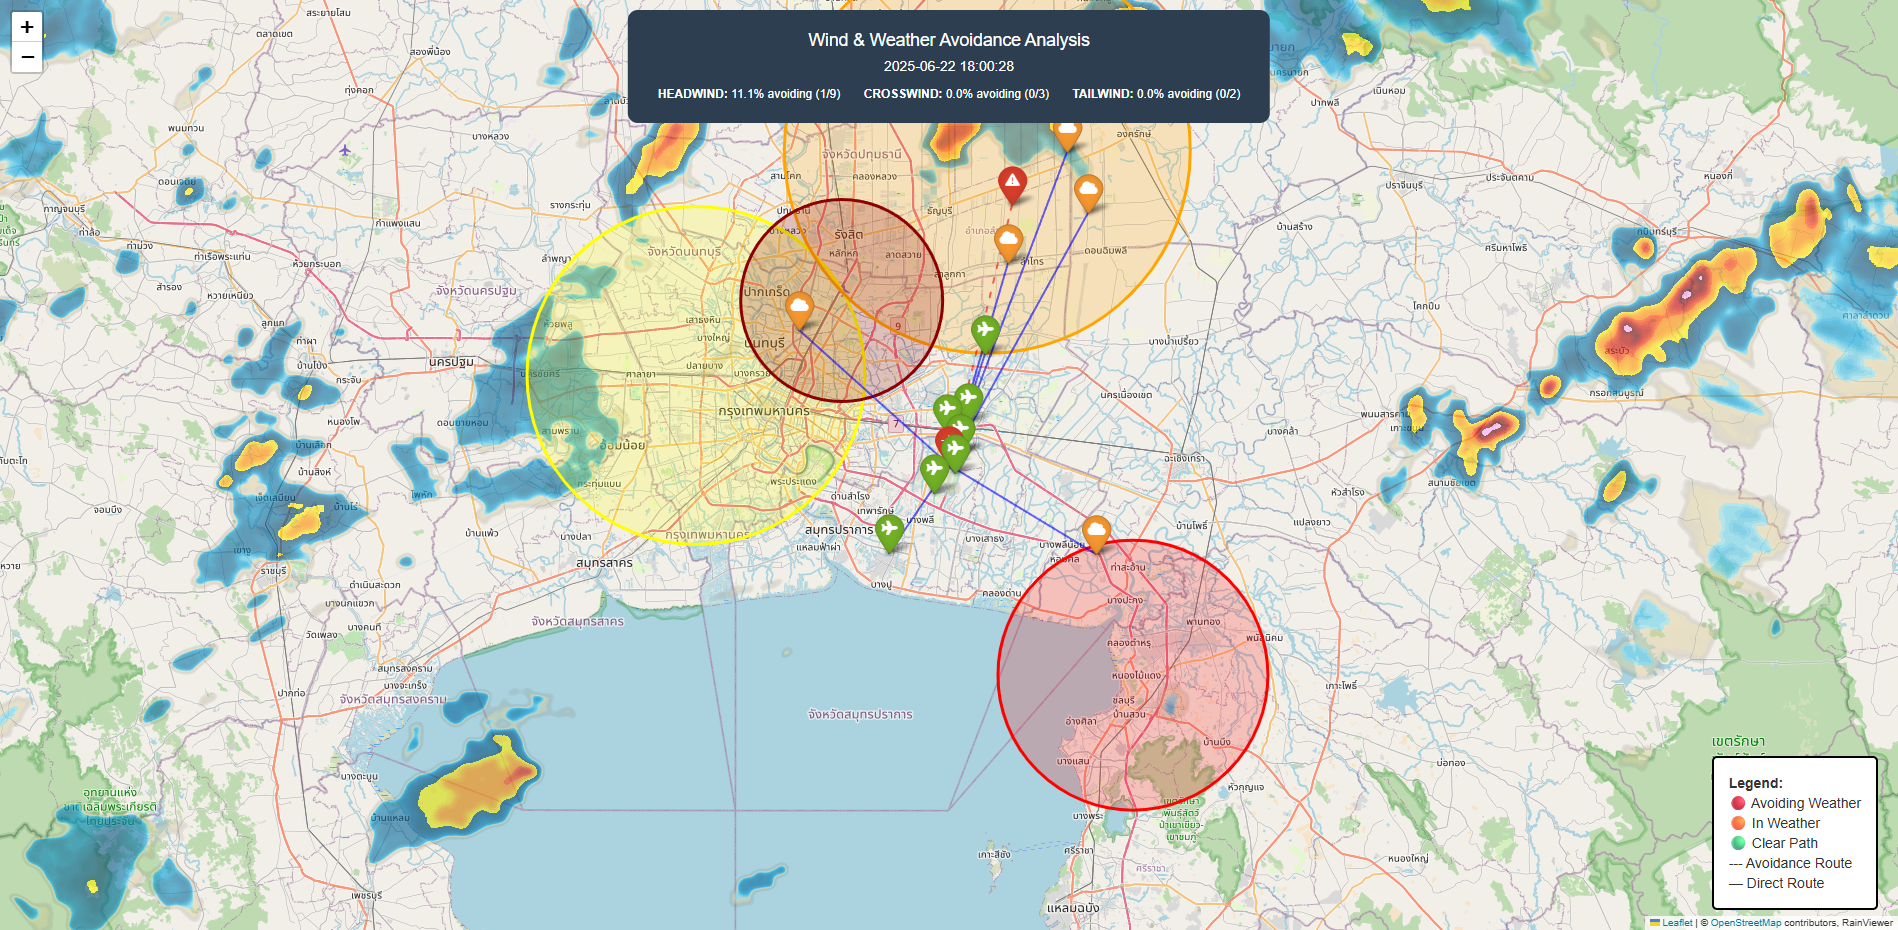 +
−
Wind & Weather Avoidance Analysis
2025-06-22 18:00:28
HEADWIND: 11.1% avoiding (1/9) CROSSWIND: 0.0% avoiding (0/3) TAILWIND: 0.0% avoiding (0/2)
สระยายโสม
ตลาดเขต
สองพี่น้อง
ทุ่งคอก
พนมทวน
บางหลวง
กาญจนบุรี
ท่าล้อ
ท่าม่วง
กำแพงแสน
รางกระทุ่ม
ท่าเรือพระแท่น
ห้วยกระบอก
สำรอง
หวายเหนียว
ลูกแก
ท่าผา
บ้านโป่ง
กระจับ
จังหวัดนครปฐม
นครปฐม
ลำพญา
จังหวัดนนทบุรี
ห้วยพลู
นครชัยศรี
ศาลายา
สามพราน
อ้อมน้อย
กระทุ่มแบน
ดอนยายหอม
หนองโพ
บ้านเลือก
บ้านสิงห์
เจ็ดเสมียน
บ้านไร่
จอมบึง
ราชบุรี
บ้านแพ้ว
บางปลา
สมุทรสาคร
ดำเนินสะดวก
บางคนที
วัดเพลง
สมุทรสงคราม
บางจะเกร็ง
จังหวัดสมุทรสงคราม
ปากท่อ
บางตะบูน
บ้านแหลม
เพชรบุรี
อุทยานแห่ง
ชาติเฉลิมพระเกียรติ
ไทยประจัน
จังหวัดสมุทรสาคร
จังหวัดสมุทรปราการ
จังหวัดปทุมธานี
สามโคก
คลองหลวง
รังสิต
หลักหก
ลาดสวาย
ธัญบุรี
ลำลูกกา
ปากเกร็ด
เสาธงหิน
บางใหญ่
ปลายบาง
บางกรวย
กรุงเทพมหานคร
กรุงเทพมหานคร
พระประแดง
9
7
ด่านสำโรง
เทพารักษ์
บางพลี
สมุทรปราการ
แหลมฟ้าผ่า
บางปู
บางเสาธง
คลองด่าน
ท่าสะอ้าน
บางปะกง
พานทอง
พนัสนิคม
คลองตำหรุ
หนองไม้แดง
ชลบุรี
บ้านสวน
อ่างศิลา
บางแสน
บ้านบึง
หัวกุญแจ
บางพระ
เกาะสีชัง
ศรีราชา
ศรีราชา
แหลมฉบัง
หนองใหญ่
บ่อทอง
เกาะโพธิ์
องครักษ์
ดอนฉิมพลี
บางน้ำเปรี้ยว
นครเนื่องเขต
ฉะเชิงเทรา
บางคล้า
บ้านโพธิ์
แปลงยาว
หัวสำโรง
สนามชัยเขต
พนมสารคาม
บ้านสร้าง
ปราจีนบุรี
ประจันตคาม
ปากพลี
เนินหอม
ศรีมหาโพธิ
โคกปีบ
กบินทร์บุรี
หนองกี่
สระบัว
กรอกสมบูรณ์
เขตรักษา
Legend:
Avoiding Weather
In Weather
Clear Path
--- Avoidance Route
— Direct Route
Leaflet | © OpenStreetMap contributors, RainViewer